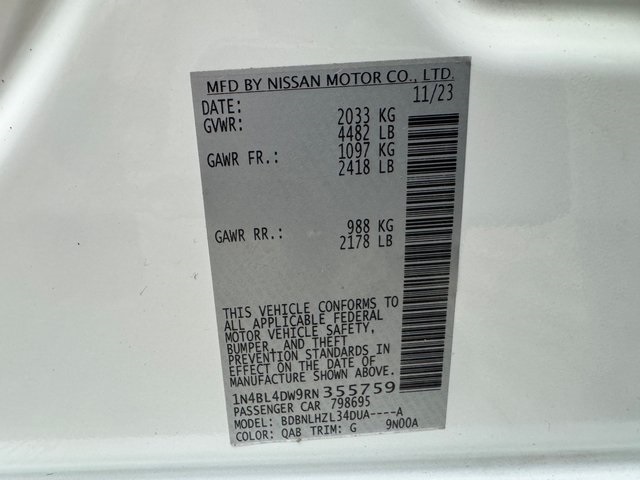 MFD BY NISSAN MOTOR CO., LTD.
DATE: 11/23
GVWR: 2033 KG
4482 LB
GAWR FR.: 1097 KG
2418 LB
GAWR RR.: 988 KG
2178 LB
THIS VEHICLE CONFORMS TO
ALL APPLICABLE FEDERAL
MOTOR VEHICLE SAFETY,
BUMPER, AND THEFT
PREVENTION STANDARDS IN
EFFECT ON THE DATE OF
MANUFACTURE SHOWN ABOVE.
1N4BL4DW9RN355759
PASSENGER CAR 798695
MODEL: BDBNLHZL34DUA----A
COLOR: QAB TRIM: G 9N00A